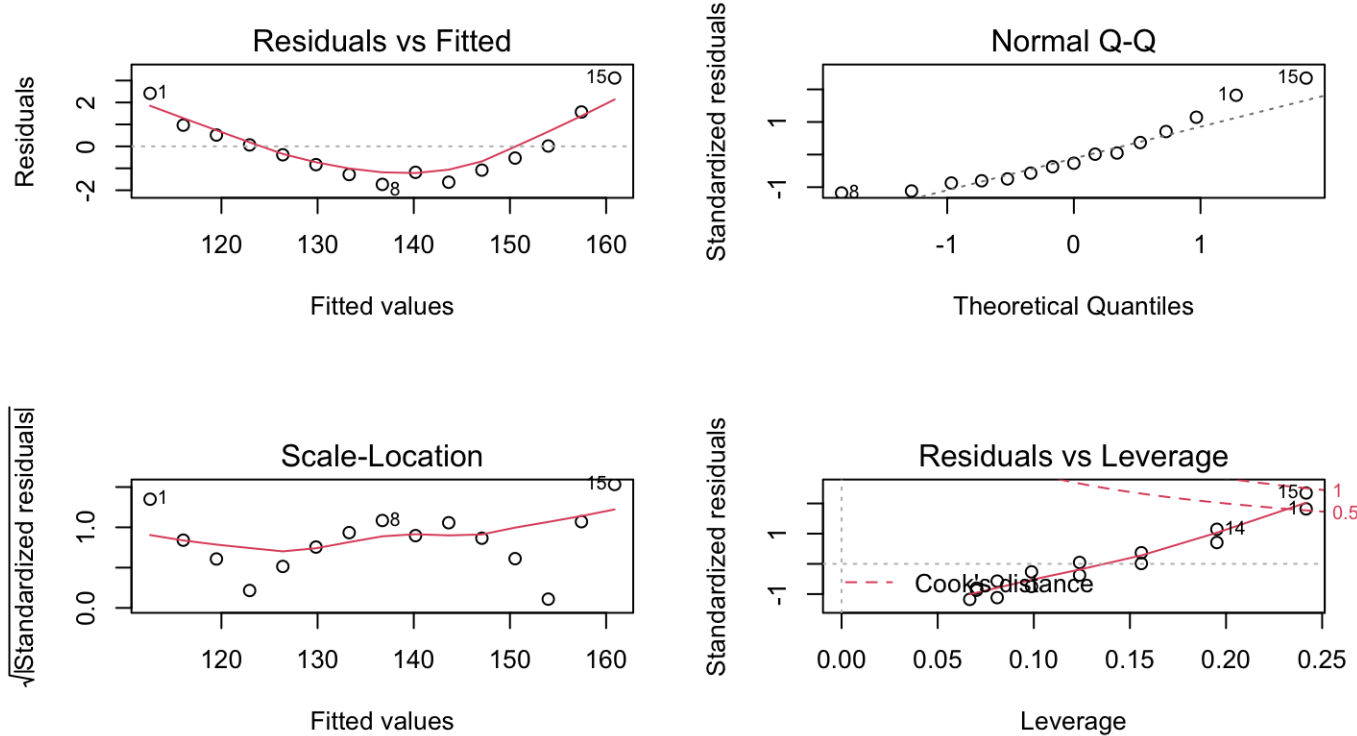 Residuals vs Fitted
Residuals
-2 0 2
1
8
15
120 130 140 150 160
Fitted values
Normal Q-Q
Standardized residuals
-1 1
8
1
15
-1 0 1
Theoretical Quantiles
Scale-Location
√|Standardized residuals|
0.0 1.0
1
8
15
120 130 140 150 160
Fitted values
Residuals vs Leverage
Standardized residuals
-1 1
15
1
14
1
0.5
Cook's distance
0.00 0.05 0.10 0.15 0.20 0.25
Leverage